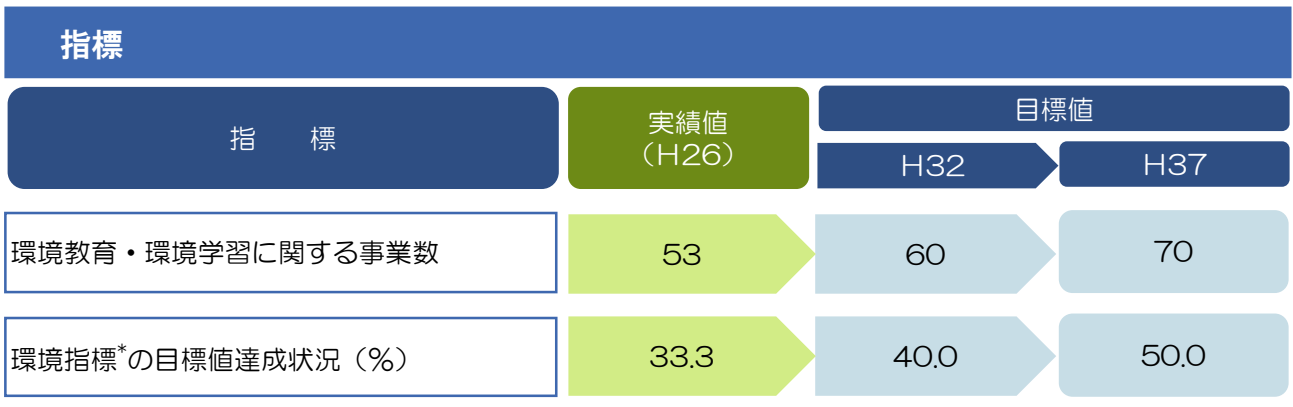 指標
指　標
実績値
（H26）
目標値
H32
H37
環境教育・環境学習に関する事業数
53
60
70
環境指標*の目標値達成状況（％）
33.3
40.0
50.0